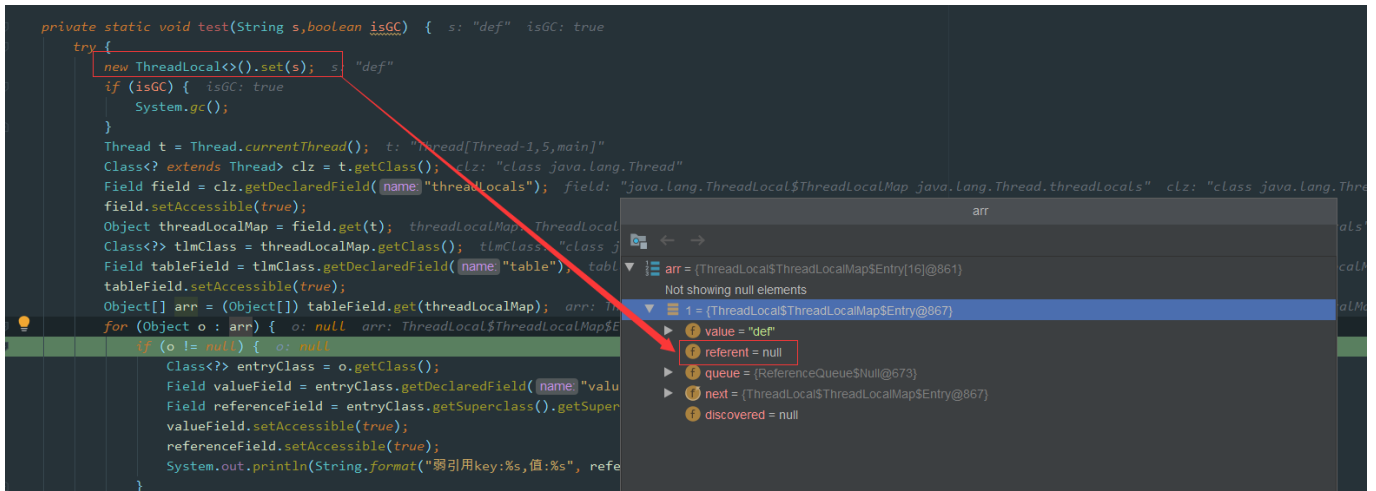 private static void test(String s,boolean isGC)  {  s: "def"  isGC: true
try {
new ThreadLocal<>().set(s);  s: "def"
if (isGC) {  isGC: true
System.gc();
}
Thread t = Thread.currentThread();  t: "Thread[Thread-1,5,main]"
Class<? extends Thread> clz = t.getClass();  clz: "class java.lang.Thread"
Field field = clz.getDeclaredField( name: "threadLocals");  field: "java.lang.ThreadLocal$ThreadLocalMap java.lang.Thread.threadLocals"  clz: "class java.lang.Thre
field.setAccessible(true);
Object threadLocalMap = field.get(t);  threadLocalMap: ThreadLocal
Class<?> tlmClass = threadLocalMap.getClass();  tlmClass: "class j
Field tableField = tlmClass.getDeclaredField( name: "table");  tabl
tableField.setAccessible(true);
Object[] arr = (Object[]) tableField.get(threadLocalMap);  arr: Th
for (Object o : arr) {  o: null  arr: ThreadLocal$ThreadLocalMap$E
if (o != null) {  o: null
Class<?> entryClass = o.getClass();
Field valueField = entryClass.getDeclaredField( name: "valu
Field referenceField = entryClass.getSuperclass().getSuper
valueField.setAccessible(true);
referenceField.setAccessible(true);
System.out.println(String.format("弱引用key:%s,值:%s", refe
}
arr
arr = {ThreadLocal$ThreadLocalMap$Entry[16]@861}
Not showing null elements
1 = {ThreadLocal$ThreadLocalMap$Entry@867}
value = "def"
referent = null
queue = {ReferenceQueue$Null@673}
next = {ThreadLocal$ThreadLocalMap$Entry@867}
discovered = null